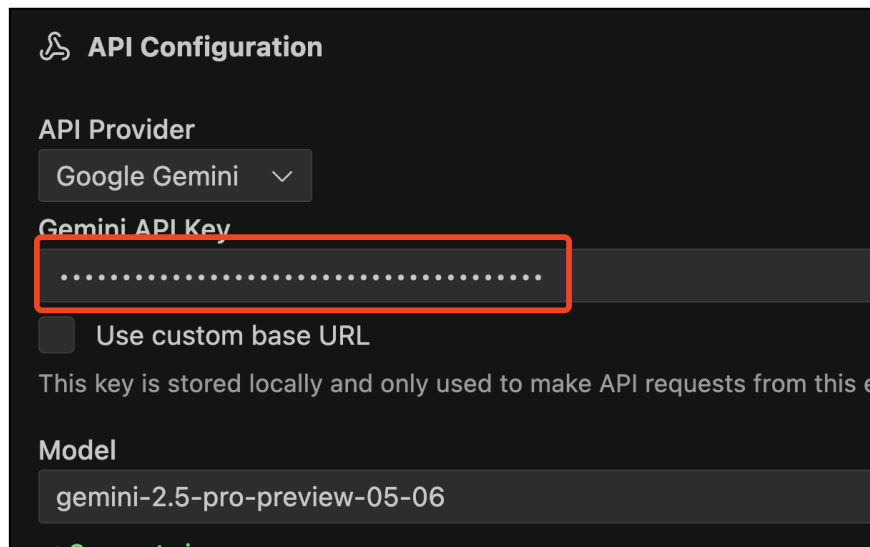 API Configuration
API Provider
Google Gemini
Gemini API Key
•••••••••••••••••••••••••••••••••••••••
Use custom base URL
This key is stored locally and only used to make API requests from this
Model
gemini-2.5-pro-preview-05-06